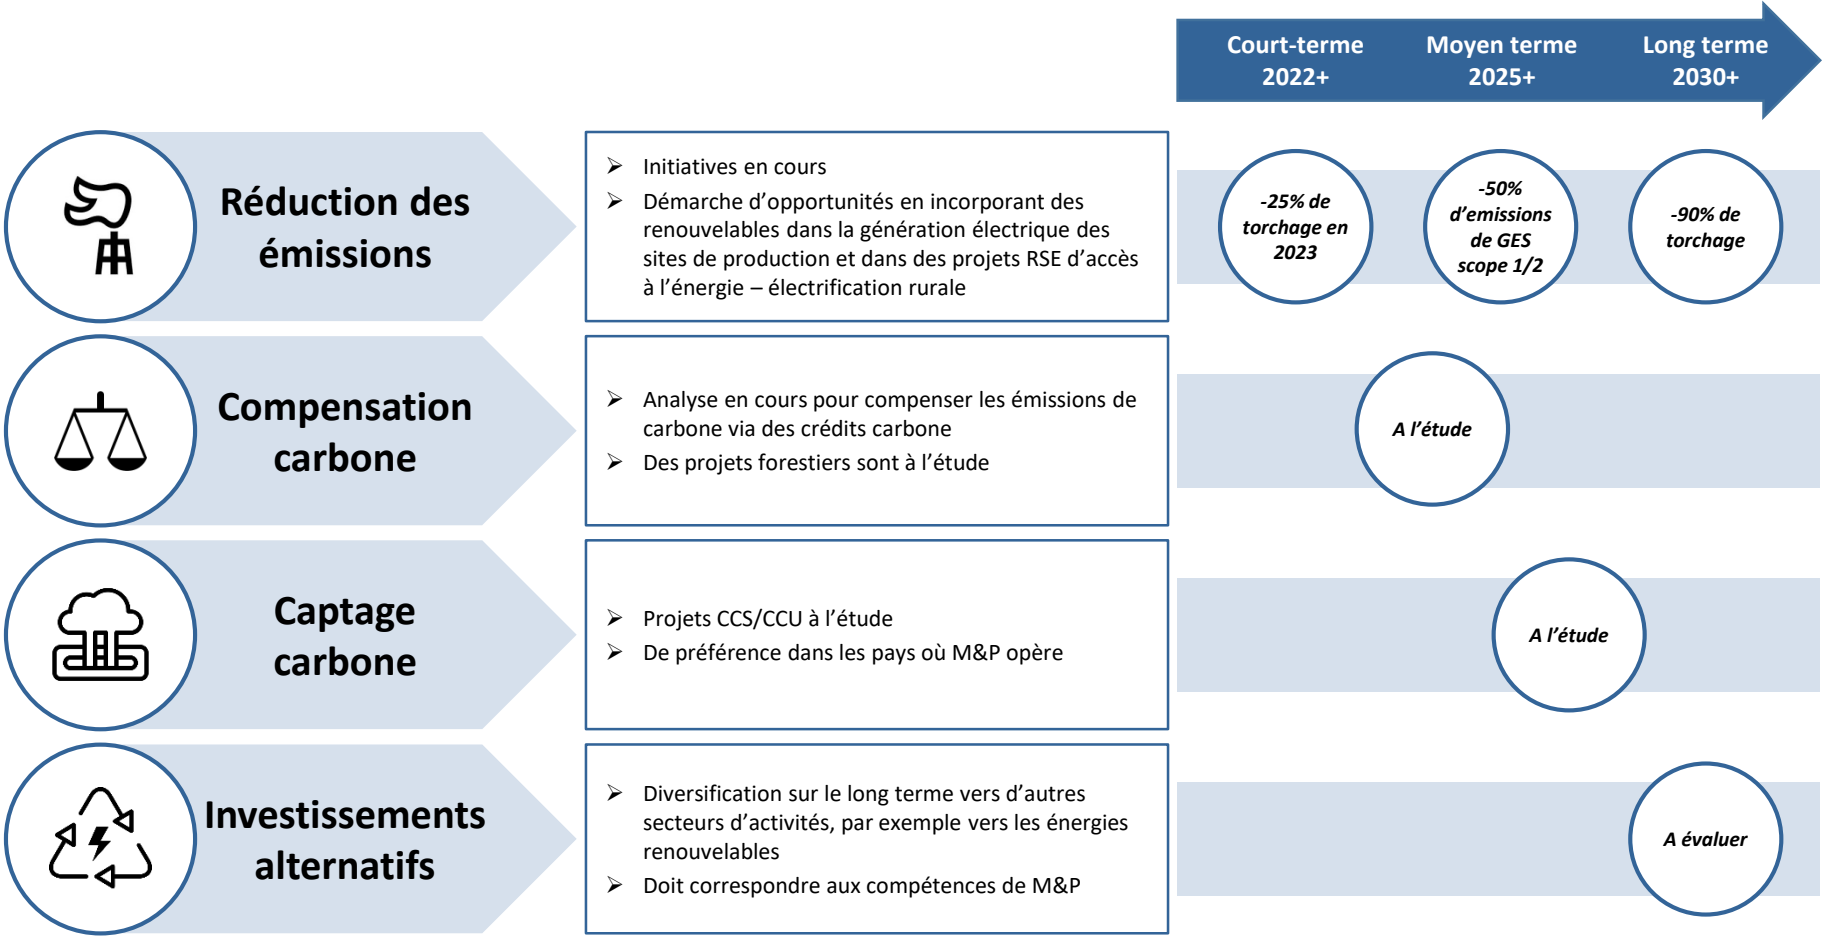 Court-terme
2022+
Moyen terme
2025+
Long terme
2030+
Réduction des
émissions
➢ Initiatives en cours
➢ Démarche d’opportunités en incorporant des
renouvelables dans la génération électrique des
sites de production et dans des projets RSE d’accès
à l’énergie – électrification rurale
-25% de
torchage en
2023
-50%
d’emissions
de GES
scope 1/2
-90% de
torchage
Compensation
carbone
➢ Analyse en cours pour compenser les émissions de
carbone via des crédits carbone
➢ Des projets forestiers sont à l’étude
A l’étude
Captage
carbone
➢ Projets CCS/CCU à l’étude
➢ De préférence dans les pays où M&P opère
A l’étude
Investissements
alternatifs
➢ Diversification sur le long terme vers d’autres
secteurs d’activités, par exemple vers les énergies
renouvelables
➢ Doit correspondre aux compétences de M&P
A évaluer